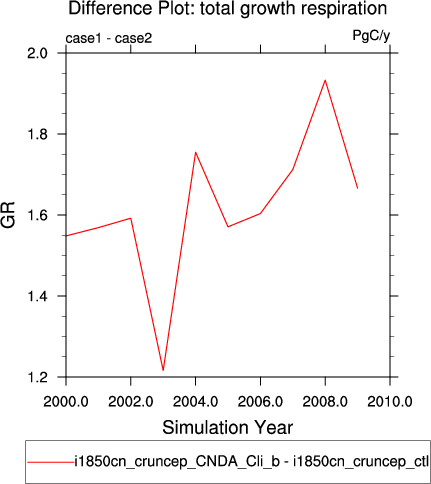 Difference Plot: total growth respiration
case1 - case2 PgC/y
2.0
1.8
1.6
1.4
1.2
GR
2000.0 2002.0 2004.0 2006.0 2008.0 2010.0
Simulation Year
i1850cn_cruncep_CNDA_Cli_b - i1850cn_cruncep_ctl